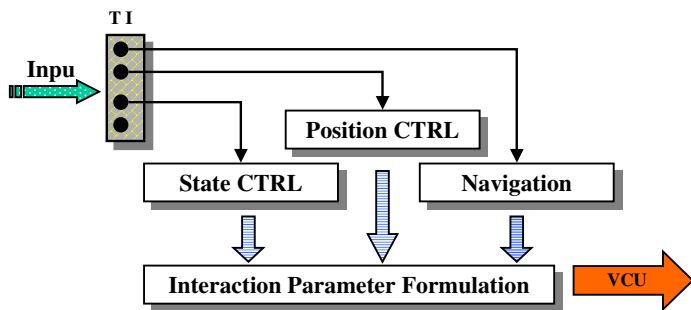 T I
Inpu
Position CTRL
State CTRL
Navigation
Interaction Parameter Formulation
VCU